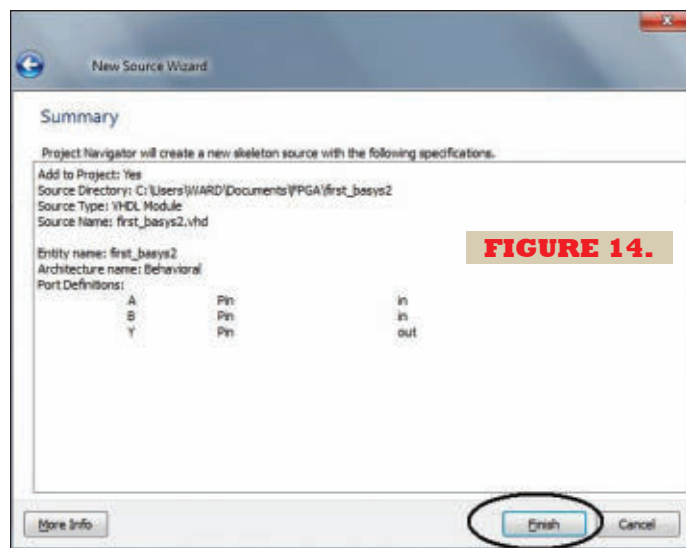 New Source Wizard
Summary
Project Navigator will create a new skeleton source with the following specifications.
Add to Project: Yes
Source Directory: C:\Users\WARD\Documents\FPGA\first_basys2
Source Type: VHDL Module
Source Name: first_basys2.vhd
Entity name: first_basys2
Architecture name: Behavioral
Port Definitions:
A Pin in
B Pin in
Y Pin out
FIGURE 14.
More Info Finish Cancel